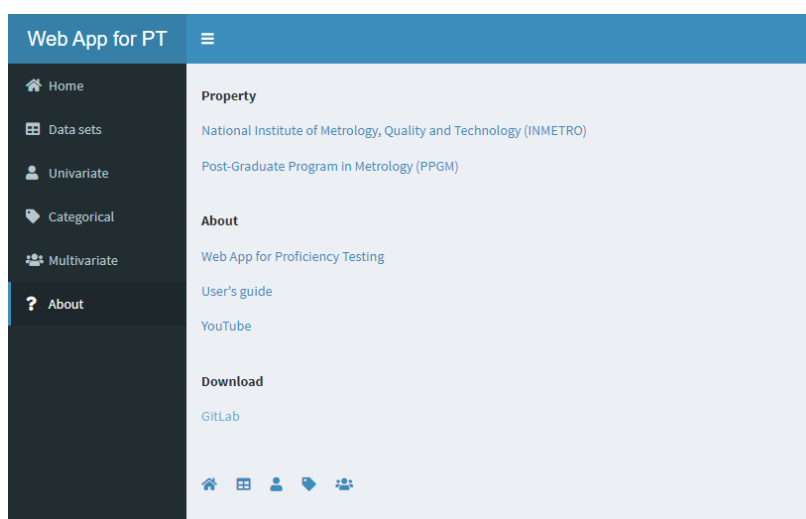 Web App for PT
Home
Data sets
Univariate
Categorical
Multivariate
About
Property
National Institute of Metrology, Quality and Technology (INMETRO)
Post-Graduate Program in Metrology (PPGM)
About
Web App for Proficiency Testing
User's guide
YouTube
Download
GitLab